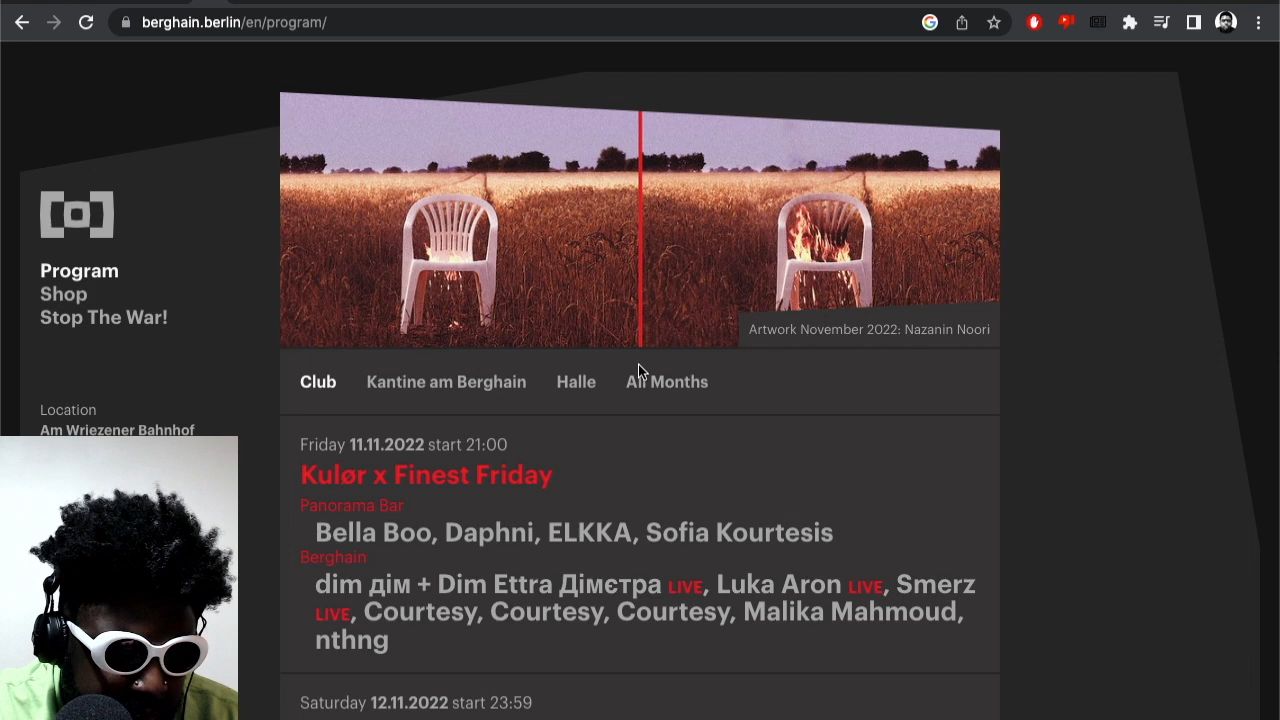 berghain.berlin/en/program/
Program
Shop
Stop The War!
Location
Am Wriezener Bahnhof
Artwork November 2022: Nazanin Noori
Club Kantine am Berghain Halle All Months
Friday 11.11.2022 start 21:00
Kulør x Finest Friday
Panorama Bar
Bella Boo, Daphni, ELKKA, Sofia Kourtesis
Berghain
dim дім + Dim Ettra Дімєтра LIVE, Luka Aron LIVE, Smerz
LIVE, Courtesy, Courtesy, Courtesy, Malika Mahmoud,
nthng
Saturday 12.11.2022 start 23:59